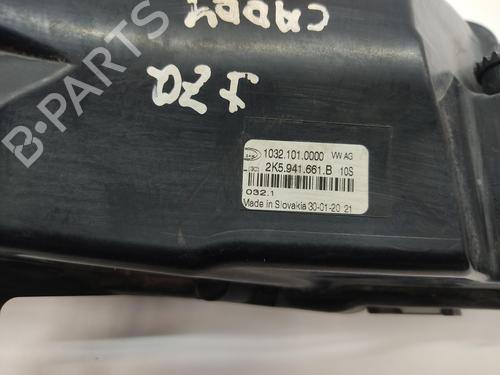 CADDY
B-PARTS
1032.101.0000 VW AG
2K5.941.661.B 10S
032.1
Made in Slovakia 30-01-20 21